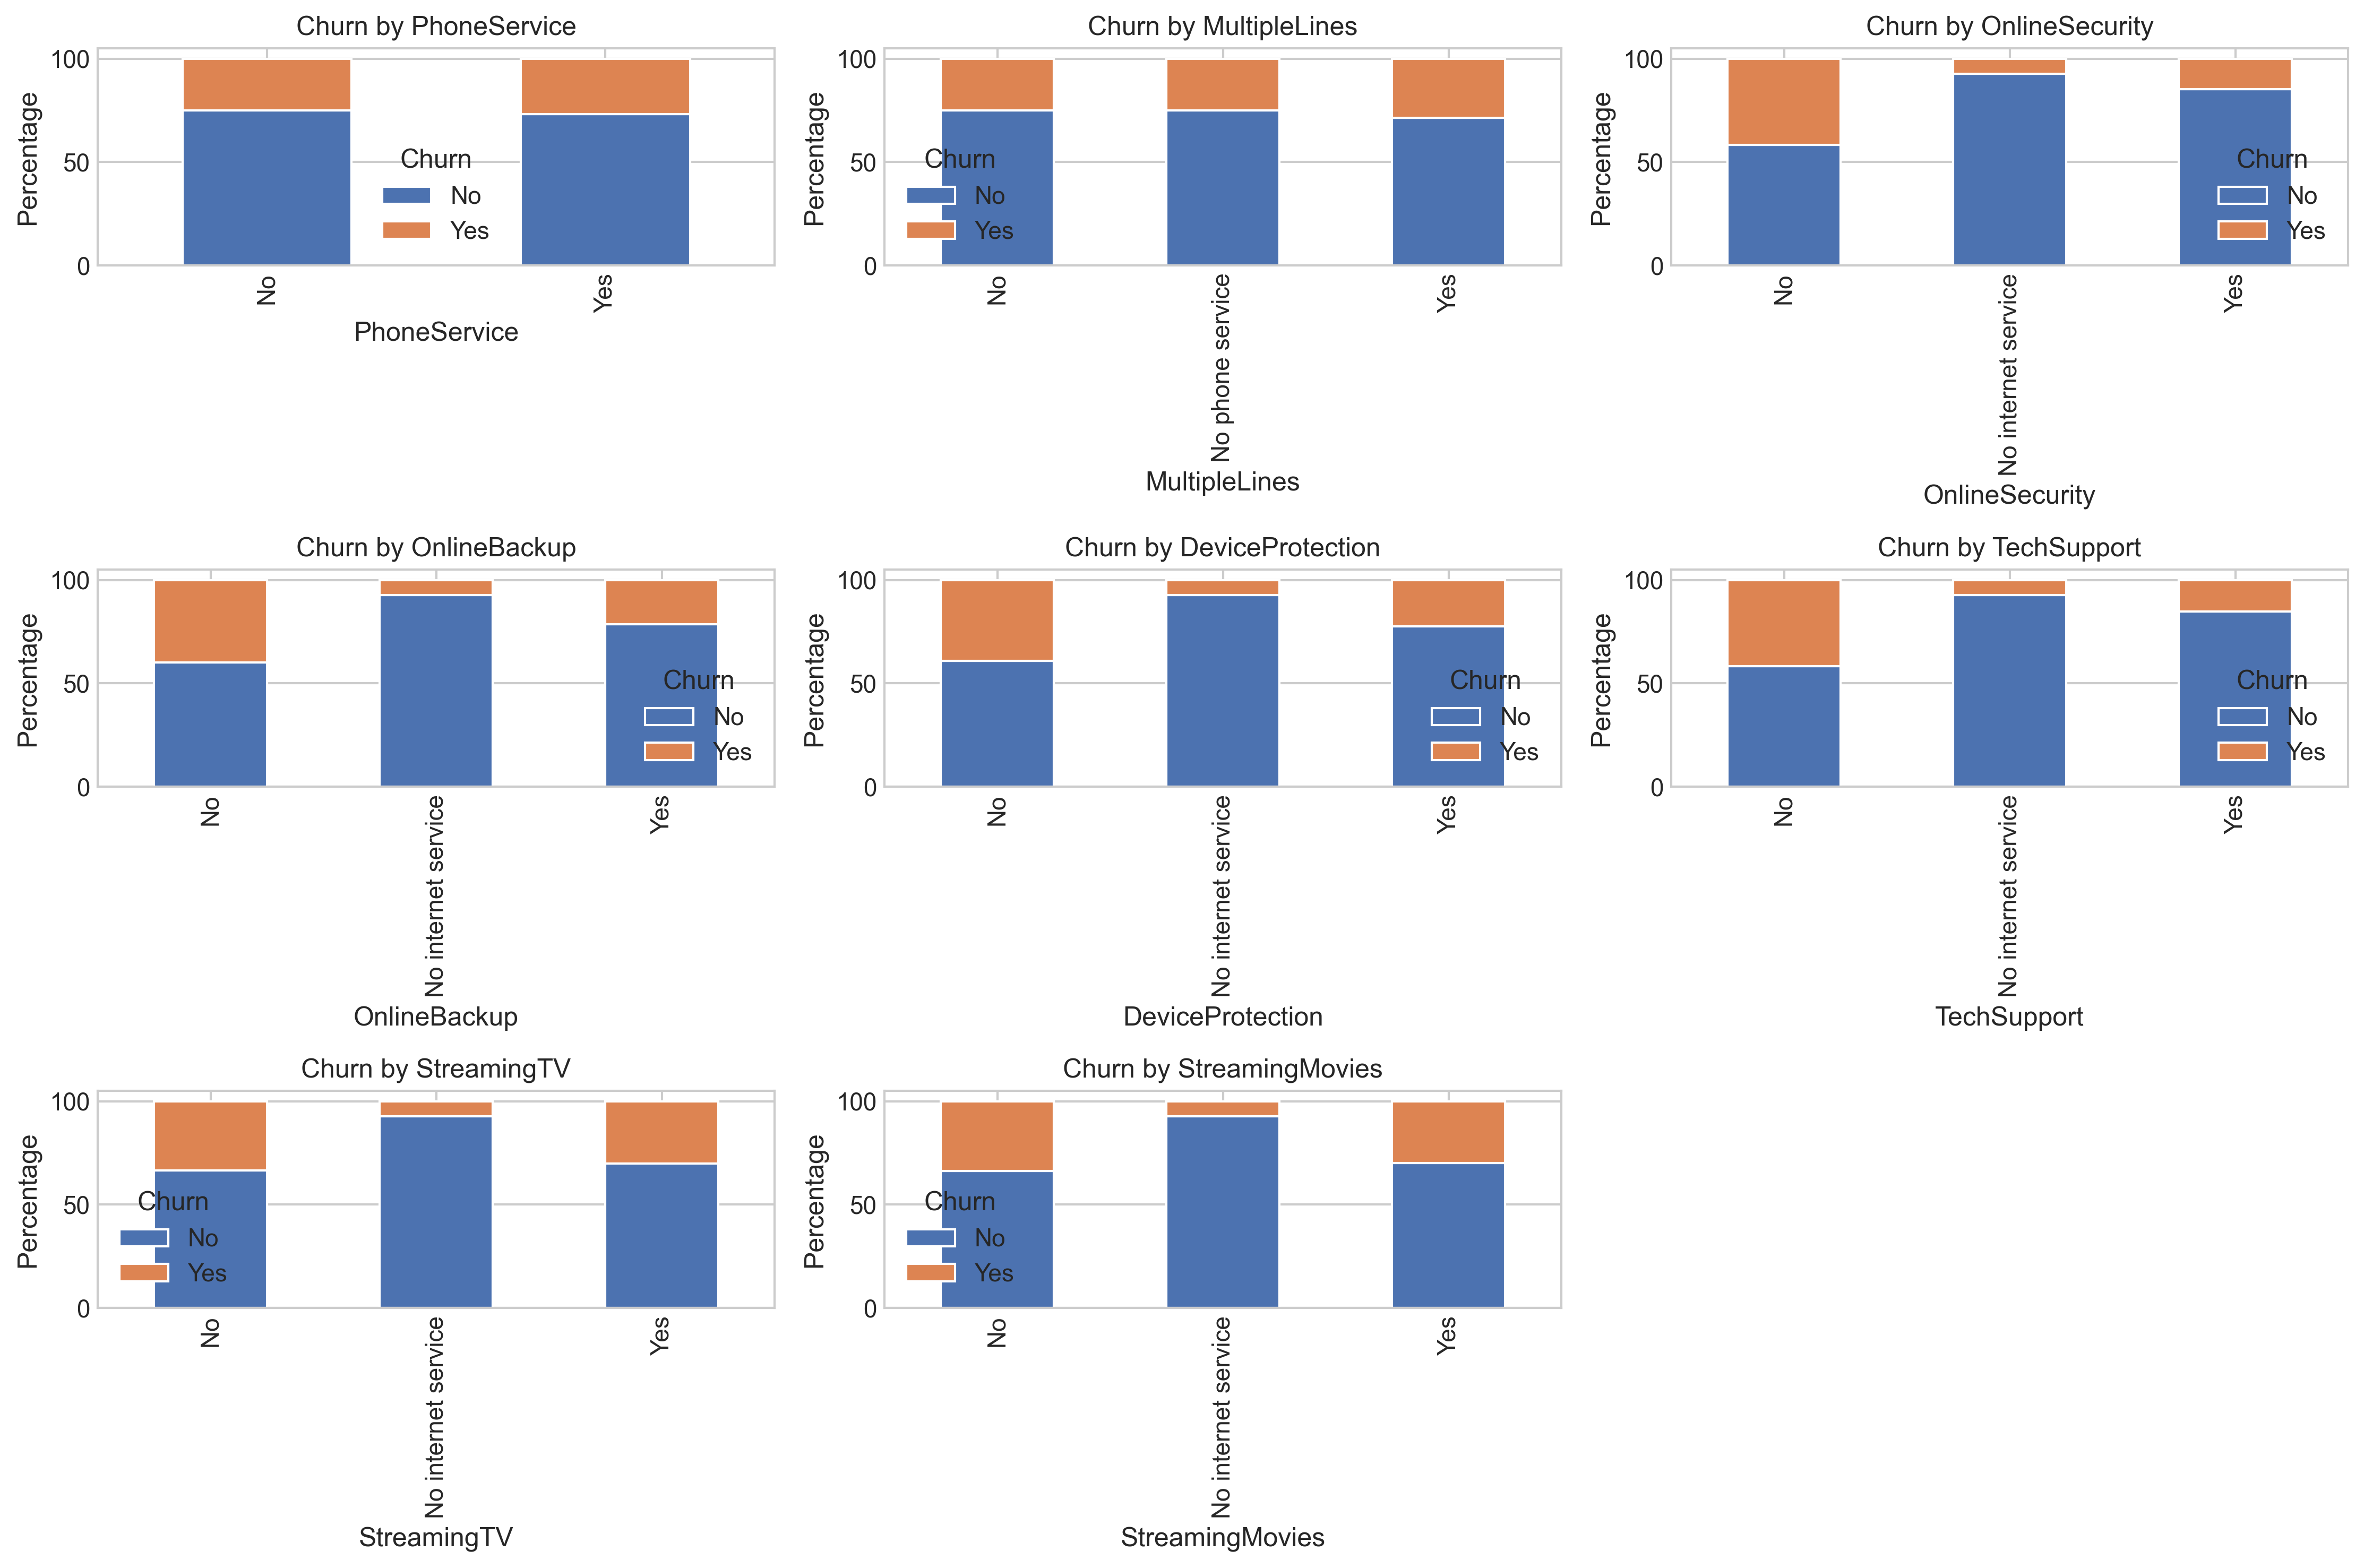 Churn by PhoneService
100
50
0
Percentage
Churn
No
Yes
No
Yes
PhoneService
Churn by MultipleLines
100
50
0
Percentage
Churn
No
Yes
No
No phone service
Yes
MultipleLines
Churn by OnlineSecurity
100
50
0
Percentage
Churn
No
Yes
No
No internet service
Yes
OnlineSecurity
Churn by OnlineBackup
100
50
0
Percentage
Churn
No
Yes
No
No internet service
Yes
OnlineBackup
Churn by DeviceProtection
100
50
0
Percentage
Churn
No
Yes
No
No internet service
Yes
DeviceProtection
Churn by TechSupport
100
50
0
Percentage
Churn
No
Yes
No
No internet service
Yes
TechSupport
Churn by StreamingTV
100
50
0
Percentage
Churn
No
Yes
No
No internet service
Yes
StreamingTV
Churn by StreamingMovies
100
50
0
Percentage
Churn
No
Yes
No
No internet service
Yes
StreamingMovies